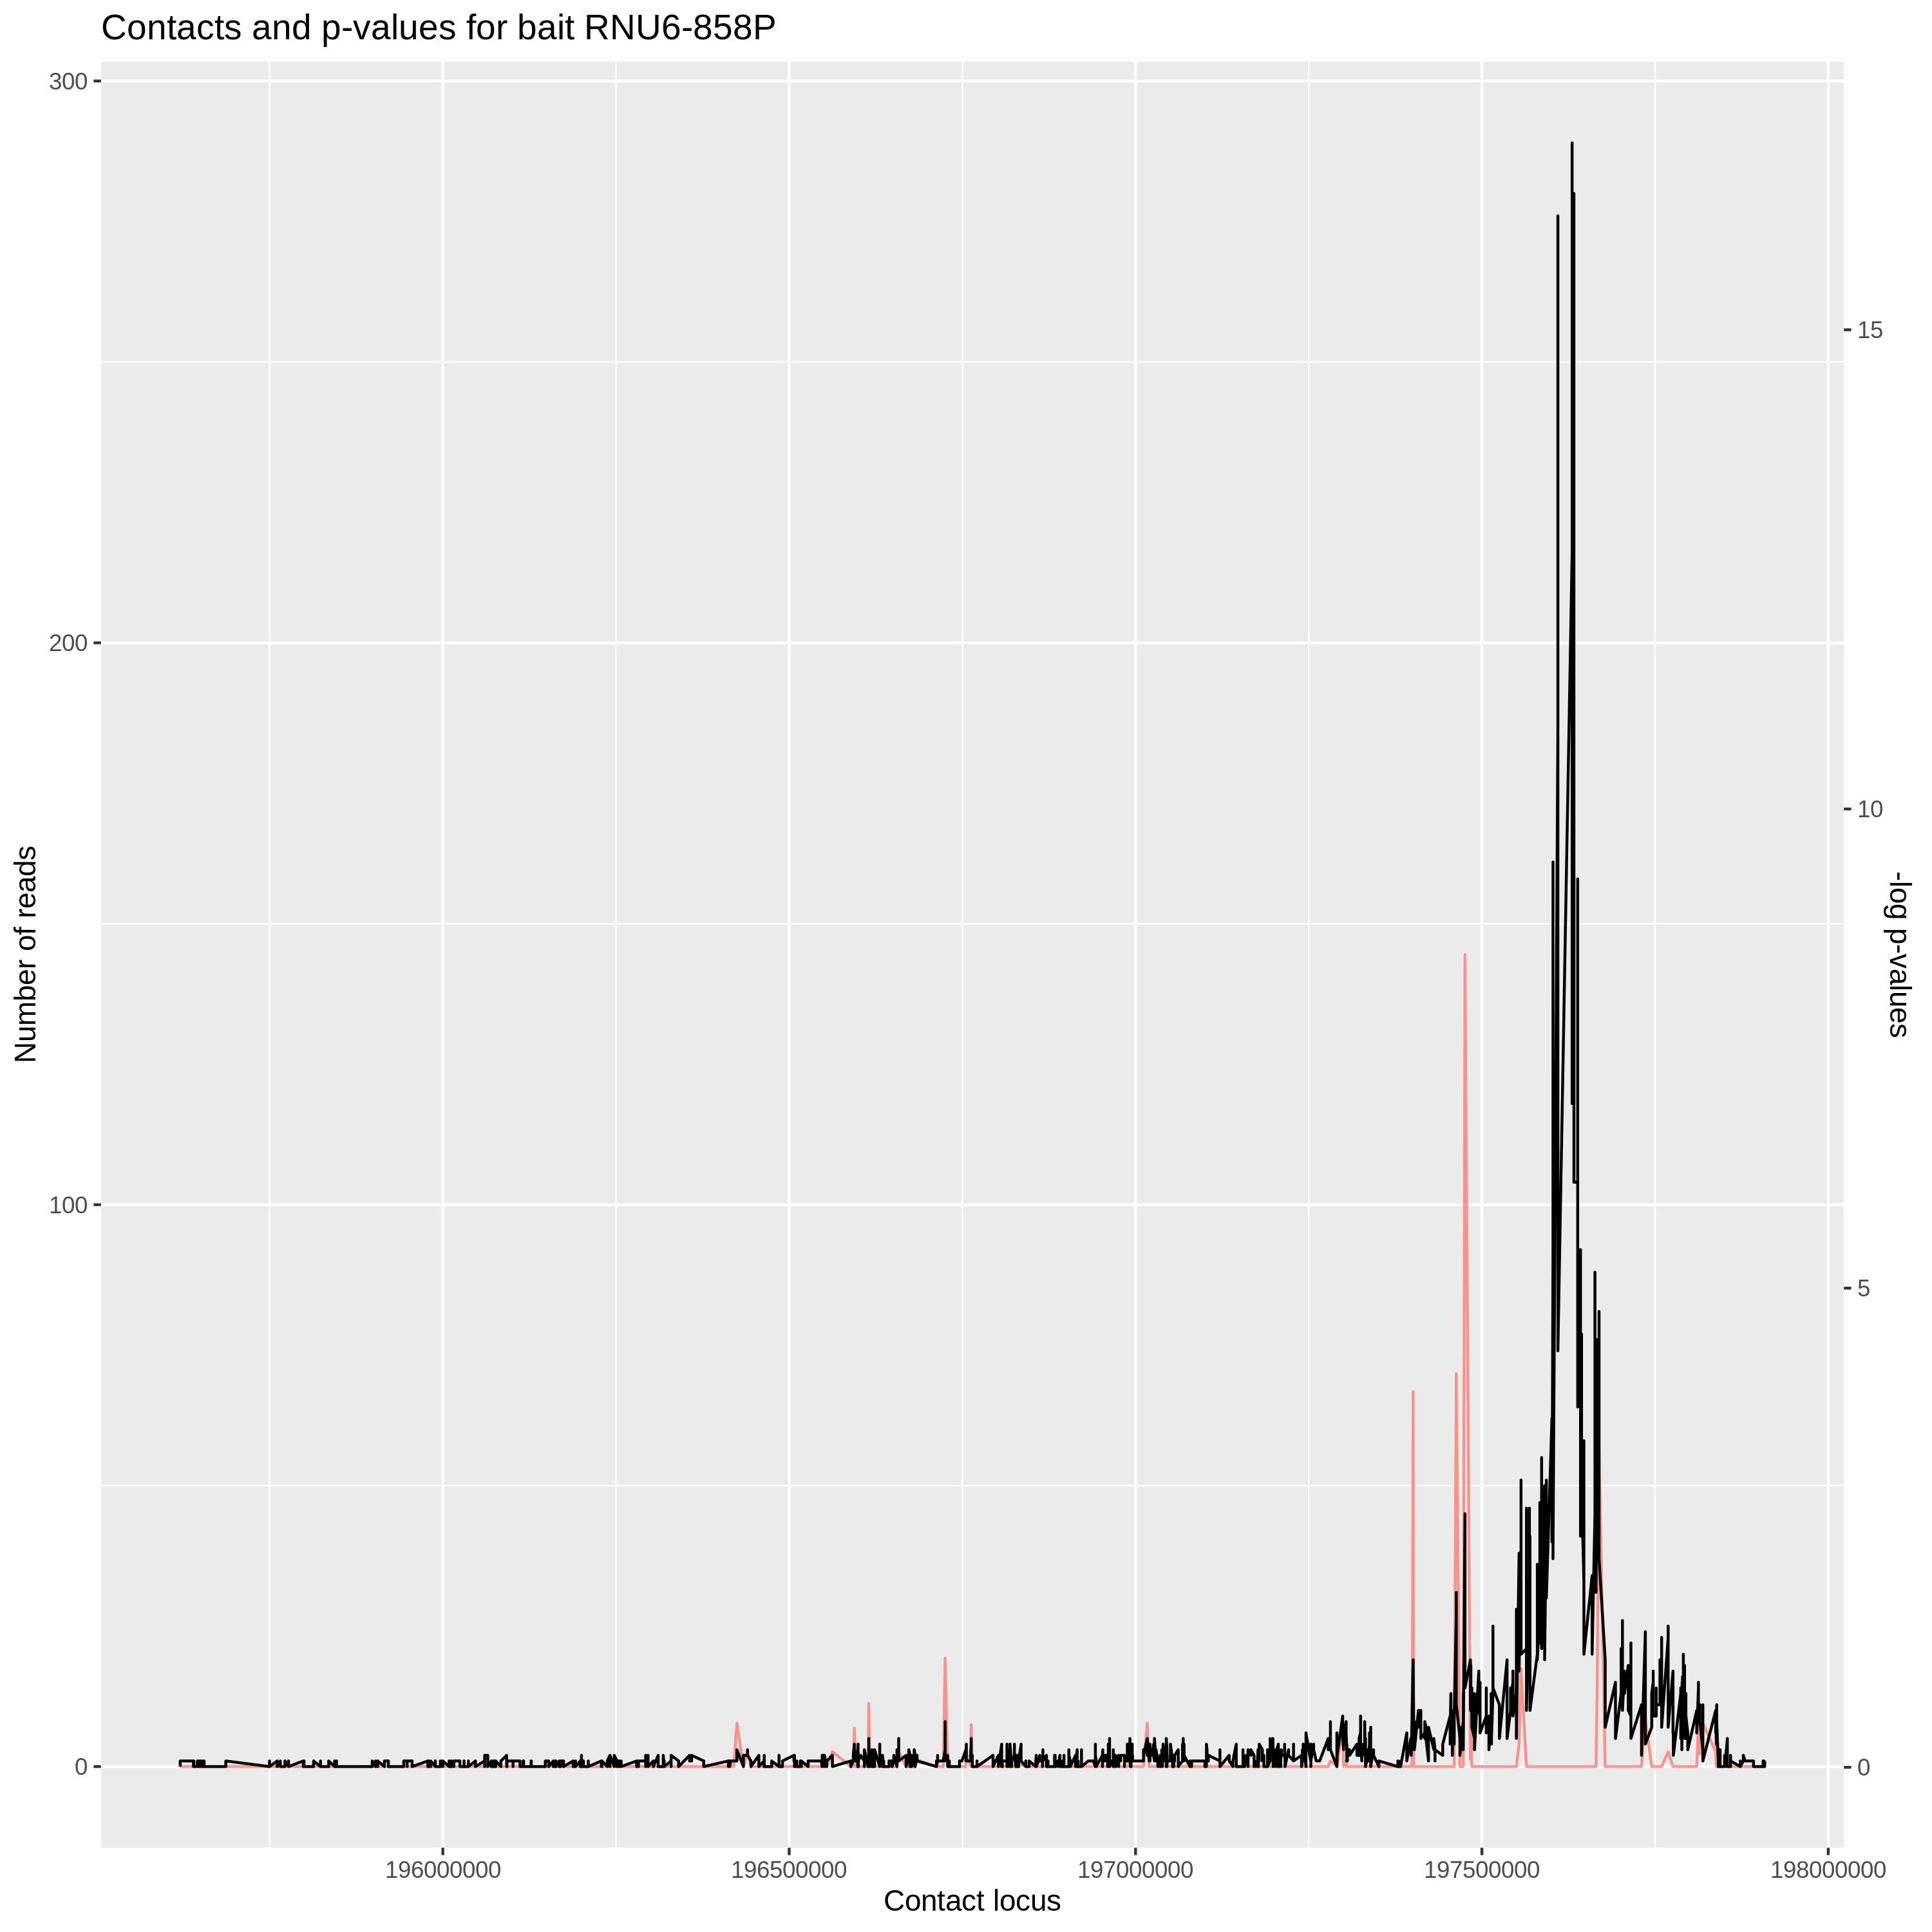 Contacts and p-values for bait RNU6-858P
300
200
100
0
Number of reads
15
10
5
0
-log p-values
196000000 196500000 197000000 197500000 198000000
Contact locus